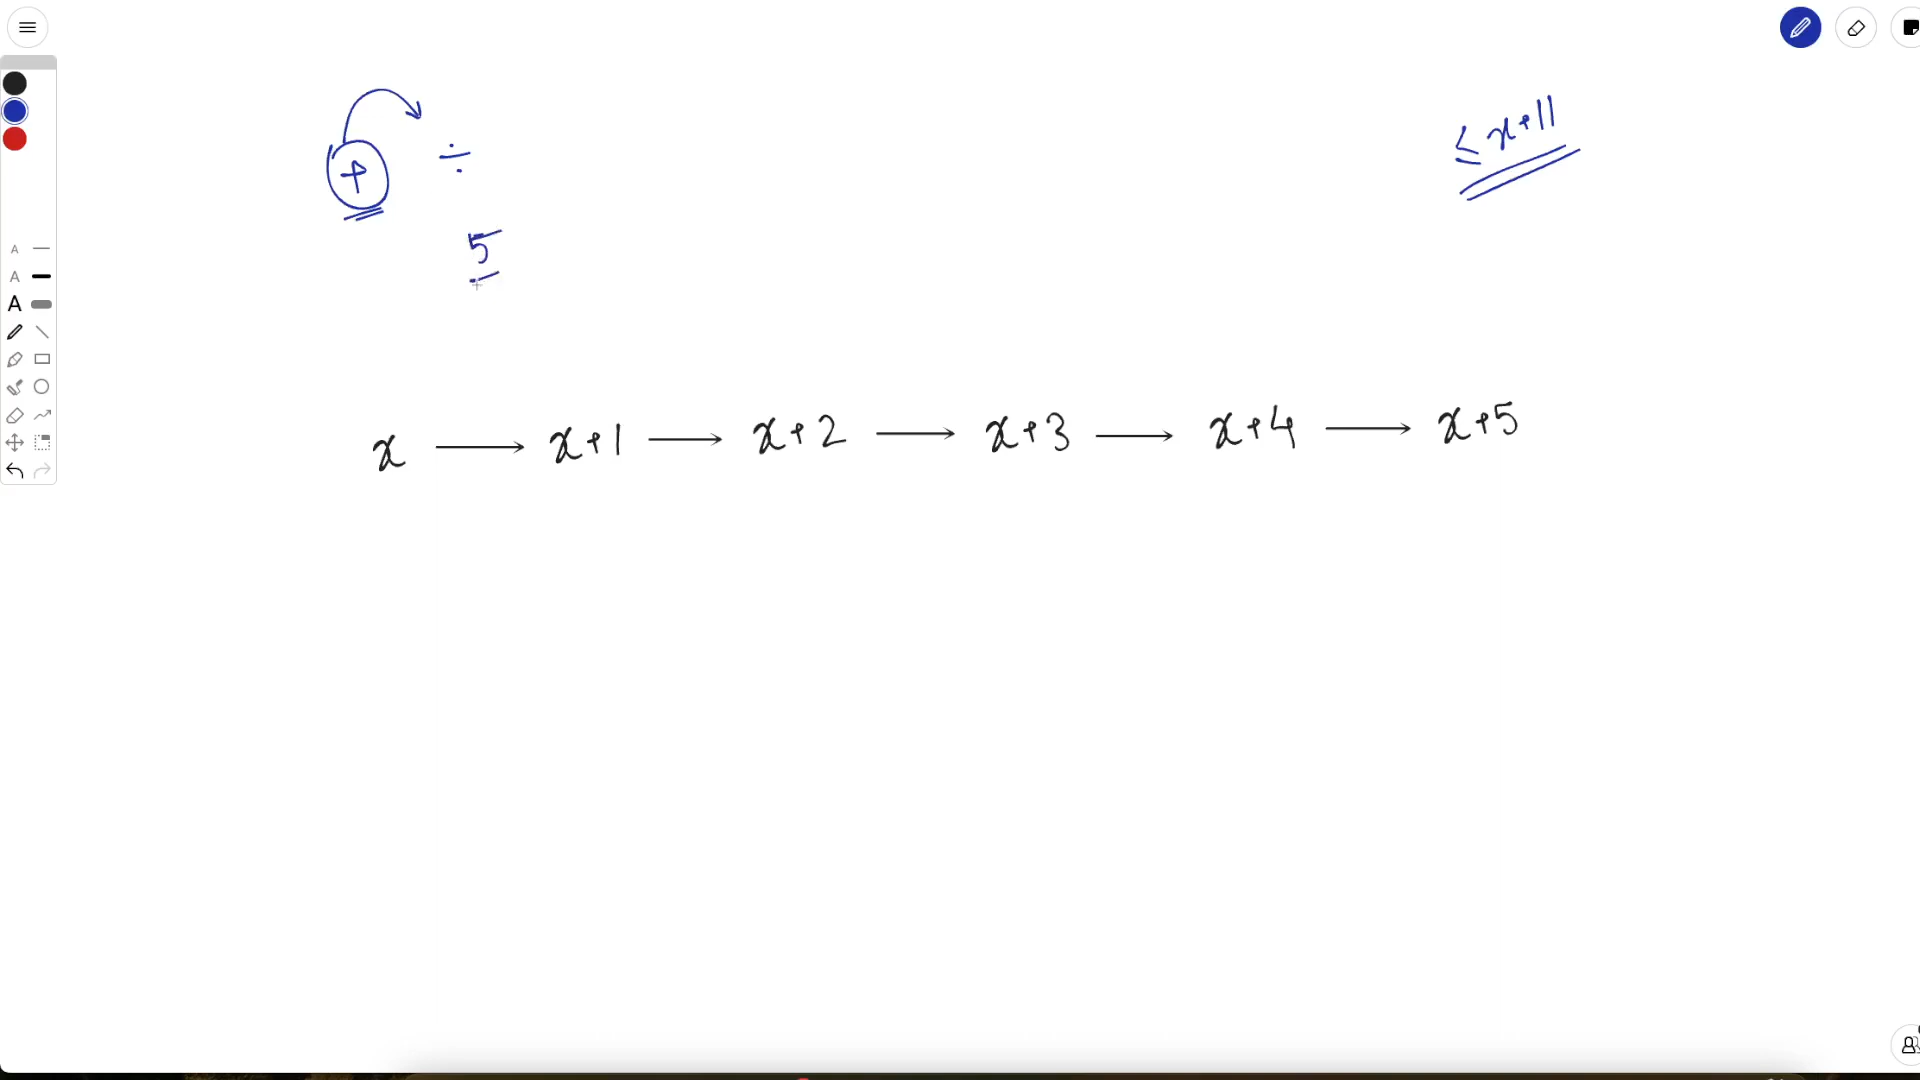 ≤ x+11
+ ÷
5
x → x+1 → x+2 → x+3 → x+4 → x+5
A
A
A